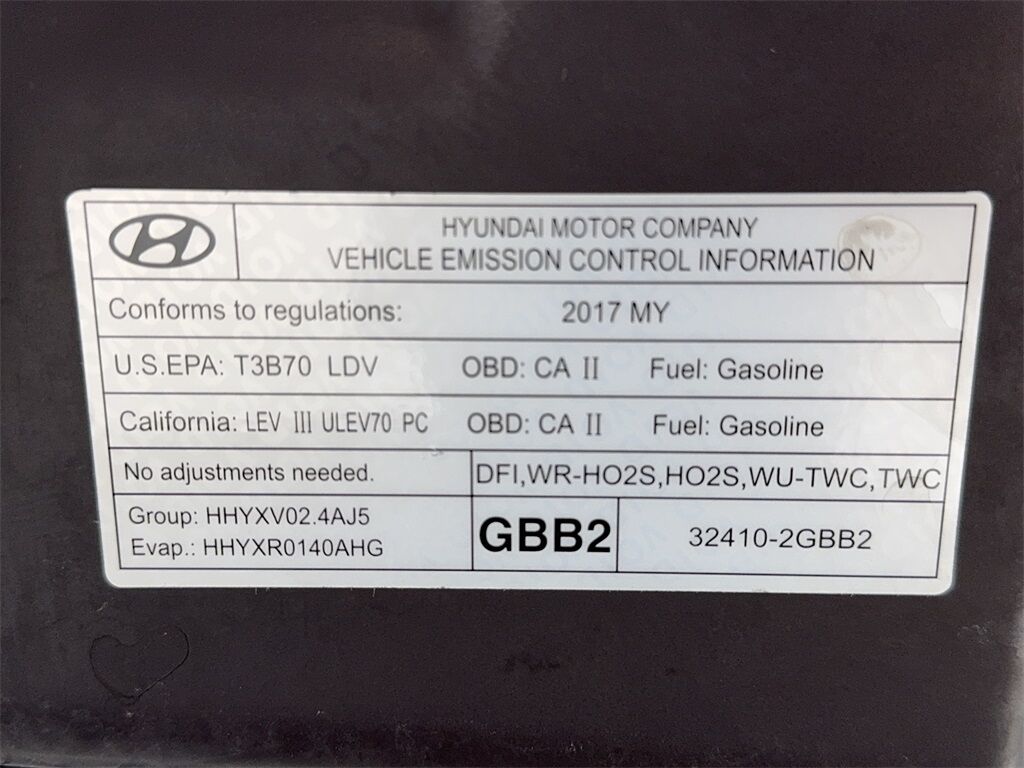 HYUNDAI MOTOR COMPANY
VEHICLE EMISSION CONTROL INFORMATION
Conforms to regulations: 2017 MY
U.S.EPA: T3B70 LDV OBD: CA II Fuel: Gasoline
California: LEV III ULEV70 PC OBD: CA II Fuel: Gasoline
No adjustments needed. DFI,WR-HO2S,HO2S,WU-TWC,TWC
Group: HHYXV02.4AJ5
Evap.: HHYXR0140AHG
GBB2
32410-2GBB2